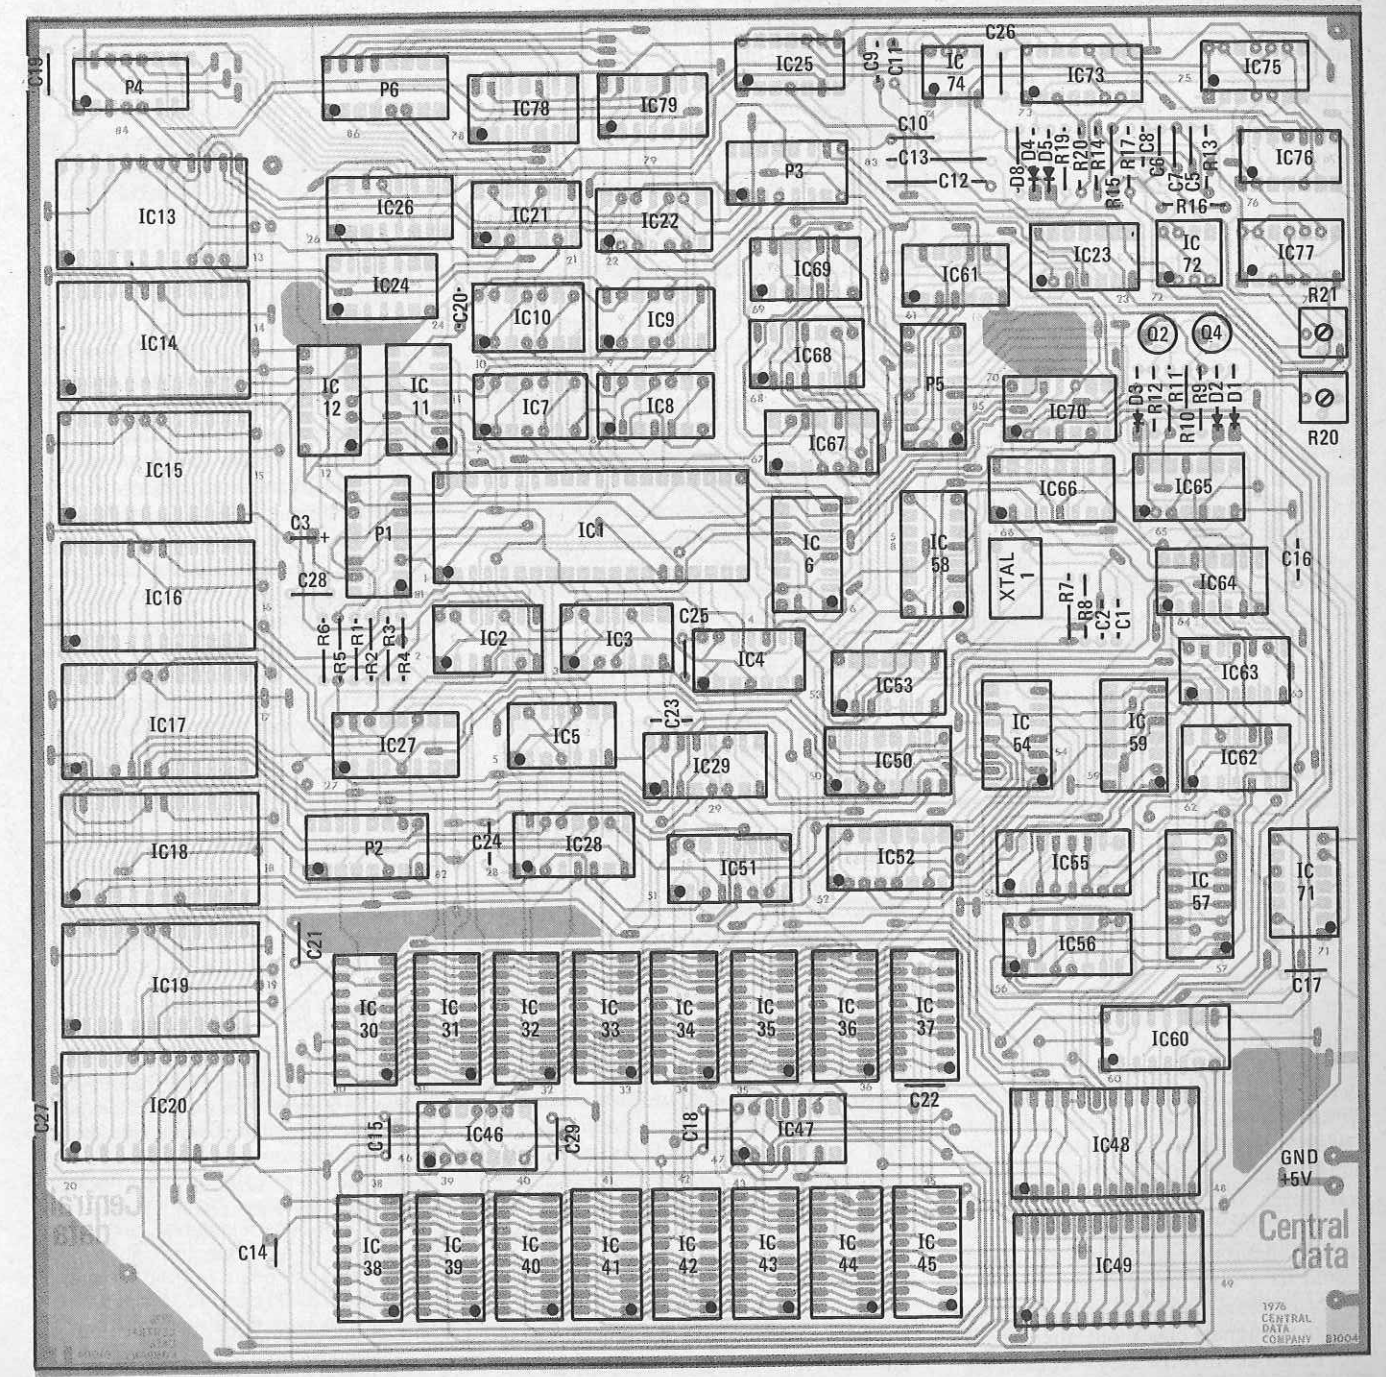 C19
P4
P6
IC78
IC79
IC25
C9
C11
IC
74
C26
IC73
IC75
C10
C13
C12
P3
D8
D4
D5
R19
R20
R14
R15
R17
C8
C6
C7
C5
R13
IC76
IC13
IC26
IC21
IC22
R16
IC69
IC61
IC23
IC
72
IC77
IC24
IC14
C20
IC10
IC9
R21
Q2
Q4
IC68
P5
IC
12
IC
11
IC7
IC8
IC70
D3
R12
R11
R10
R9
D2
D1
R20
IC67
IC15
IC66
IC65
P1
IC1
C3
+
IC
6
IC
58
XTAL
1
C16
IC64
C28
IC16
R7
R8
C2
C1
R6
R5
R1
R2
R3
R4
IC2
IC3
C25
IC4
IC53
IC63
IC17
IC27
IC5
C23
IC29
IC50
IC
54
IC
59
IC62
IC18
P2
C24
IC28
IC51
IC52
IC55
IC
57
IC
71
C21
IC56
IC19
IC
30
IC
31
IC
32
IC
33
IC
34
IC
35
IC
36
IC
37
C17
IC60
C22
IC20
C27
C15
IC46
C29
C18
IC47
IC48
GND
+5V
C14
IC
38
IC
39
IC
40
IC
41
IC
42
IC
43
IC
44
IC
45
IC49
Central
data
1976
CENTRAL
DATA
COMPANY B1004